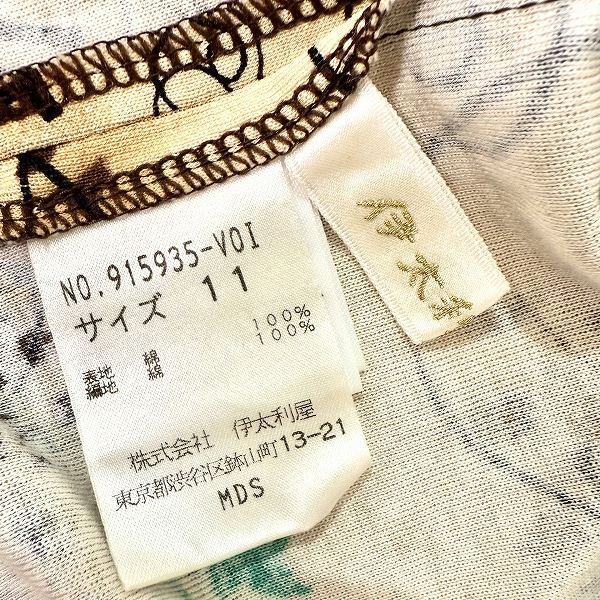 NO.915935-VOI
サイズ 11
表地 綿 100%
編地 綿 100%
株式会社 伊太利屋
東京都渋谷区鉢山町13-21
MDS
伊太利